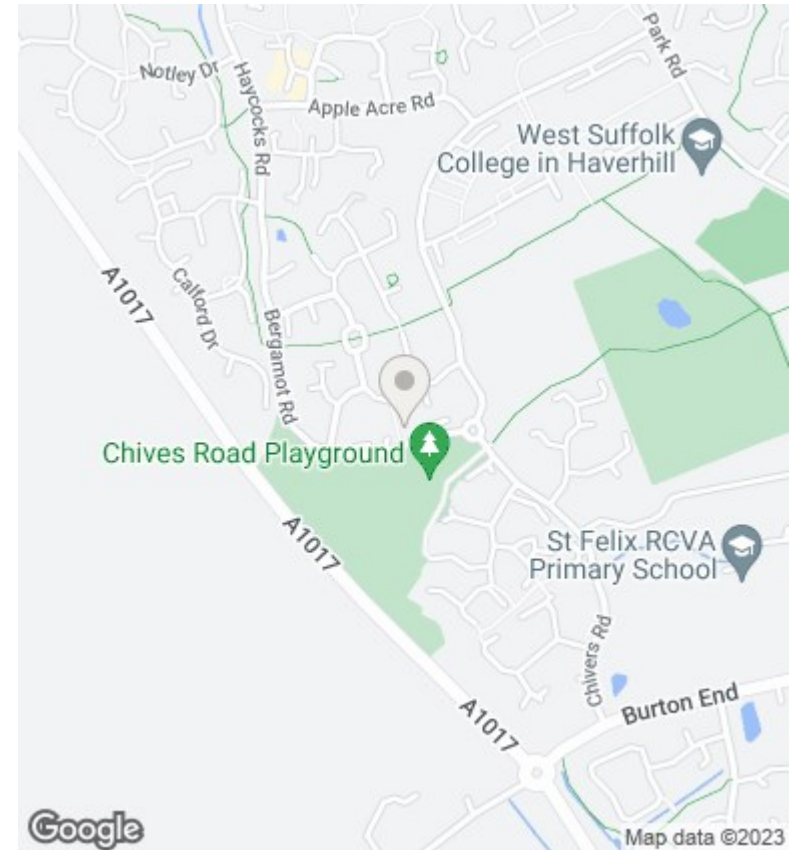 Park Rd
Notley Dr
Haycocks Rd
Apple Acre Rd
West Suffolk
College in Haverhill
A1017
Calford Dr
Bergamot Rd
Chives Road Playground
A1017
St Felix RCVA
Primary School
Chivers Rd
Burton End
A1017
Google
Map data ©2023